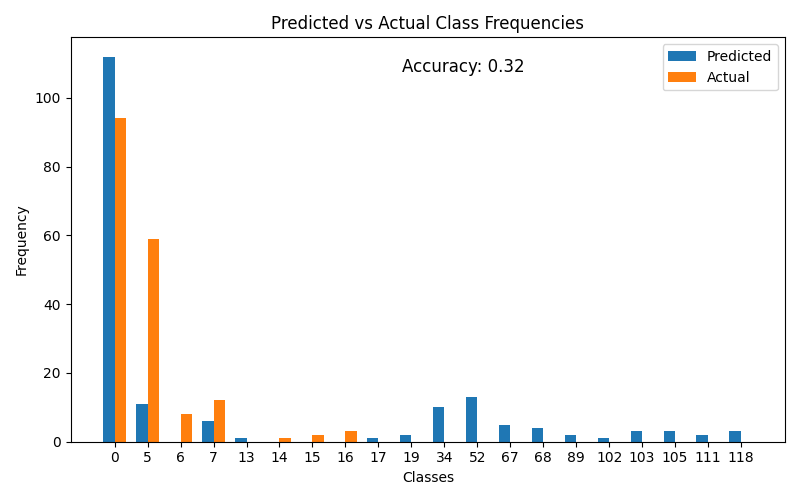 Predicted vs Actual Class Frequencies
Accuracy: 0.32
Predicted
Actual
100
80
60
40
20
0
Frequency
0 5 6 7 13 14 15 16 17 19 34 52 67 68 89 102 103 105 111 118
Classes